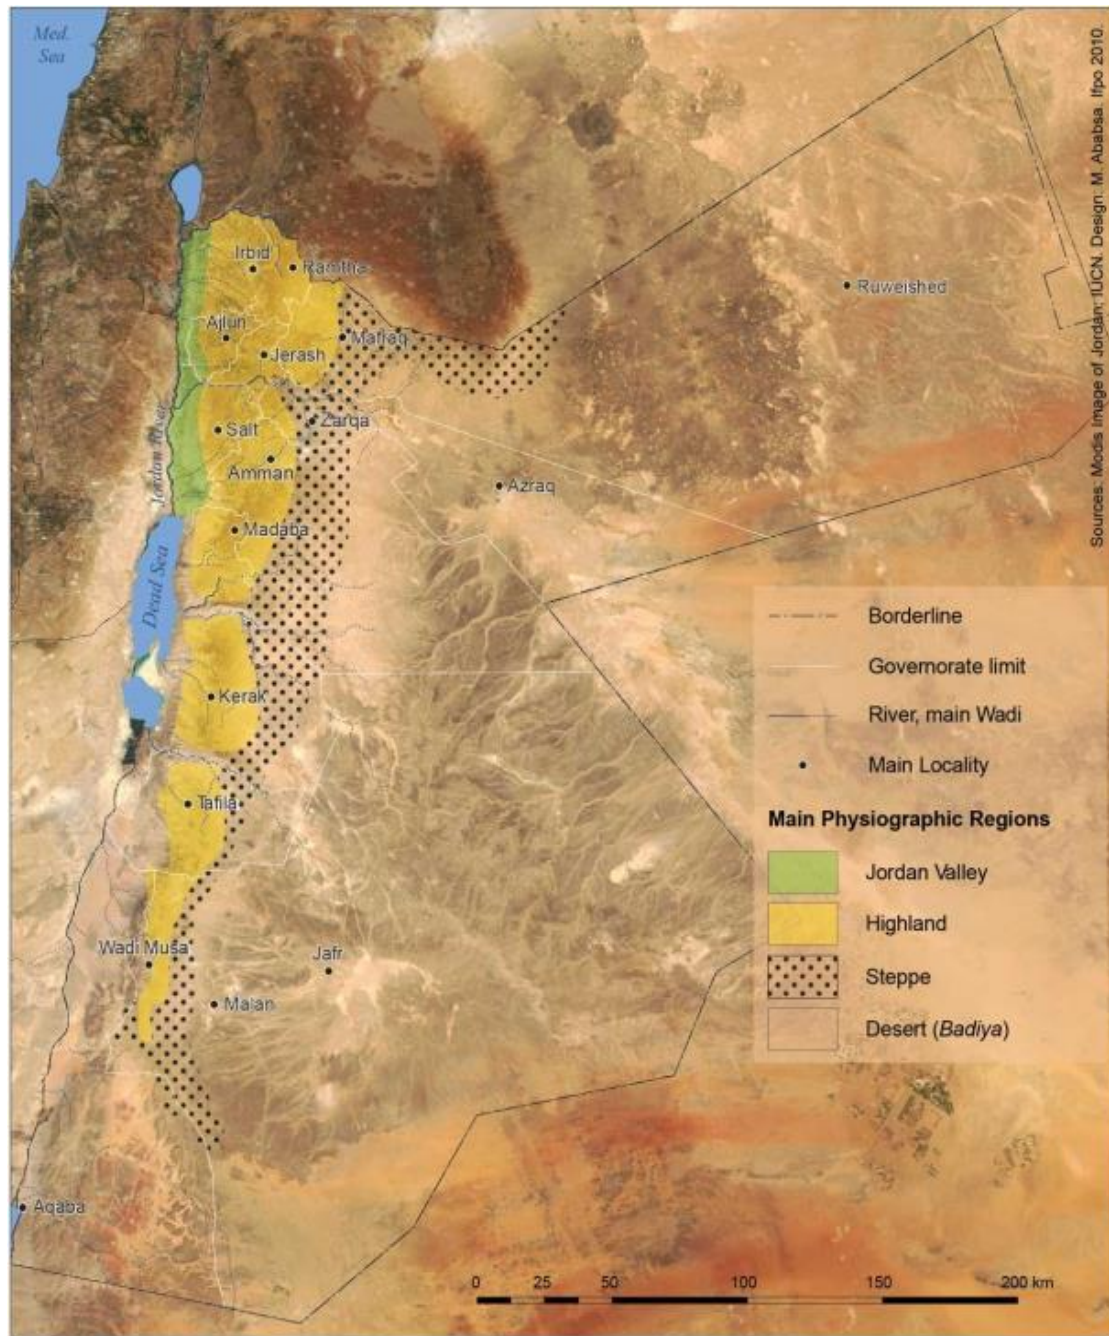 Med.
Sea
Sources: Modis Image of Jordan; IUCN. Design: M. Ababsa. Ifpo 2010.
Irbid
Ramtha
Ruweished
Ajlun
Mafraq
Jerash
Jordan River
Zarqa
Salt
Amman
Azraq
Madaba
Dead Sea
Kerak
Tafila
Wadi Musa
Jafr
Ma'an
Aqaba
Borderline
Governorate limit
River, main Wadi
Main Locality
Main Physiographic Regions
Jordan Valley
Highland
Steppe
Desert (Badiya)
0 25 50 100 150 200 km